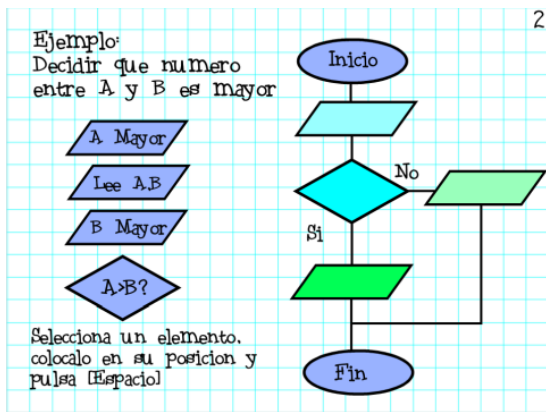 2
Ejemplo:
Decidir que numero
entre A y B es mayor
A Mayor
Lee A,B
B Mayor
A>B?
Selecciona un elemento,
colocalo en su posicion y
pulsa [Espacio]
Inicio
No
Si
Fin